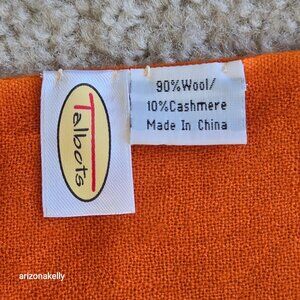 Talbots
90%Wool/
10%Cashmere
Made In China
arizonakelly